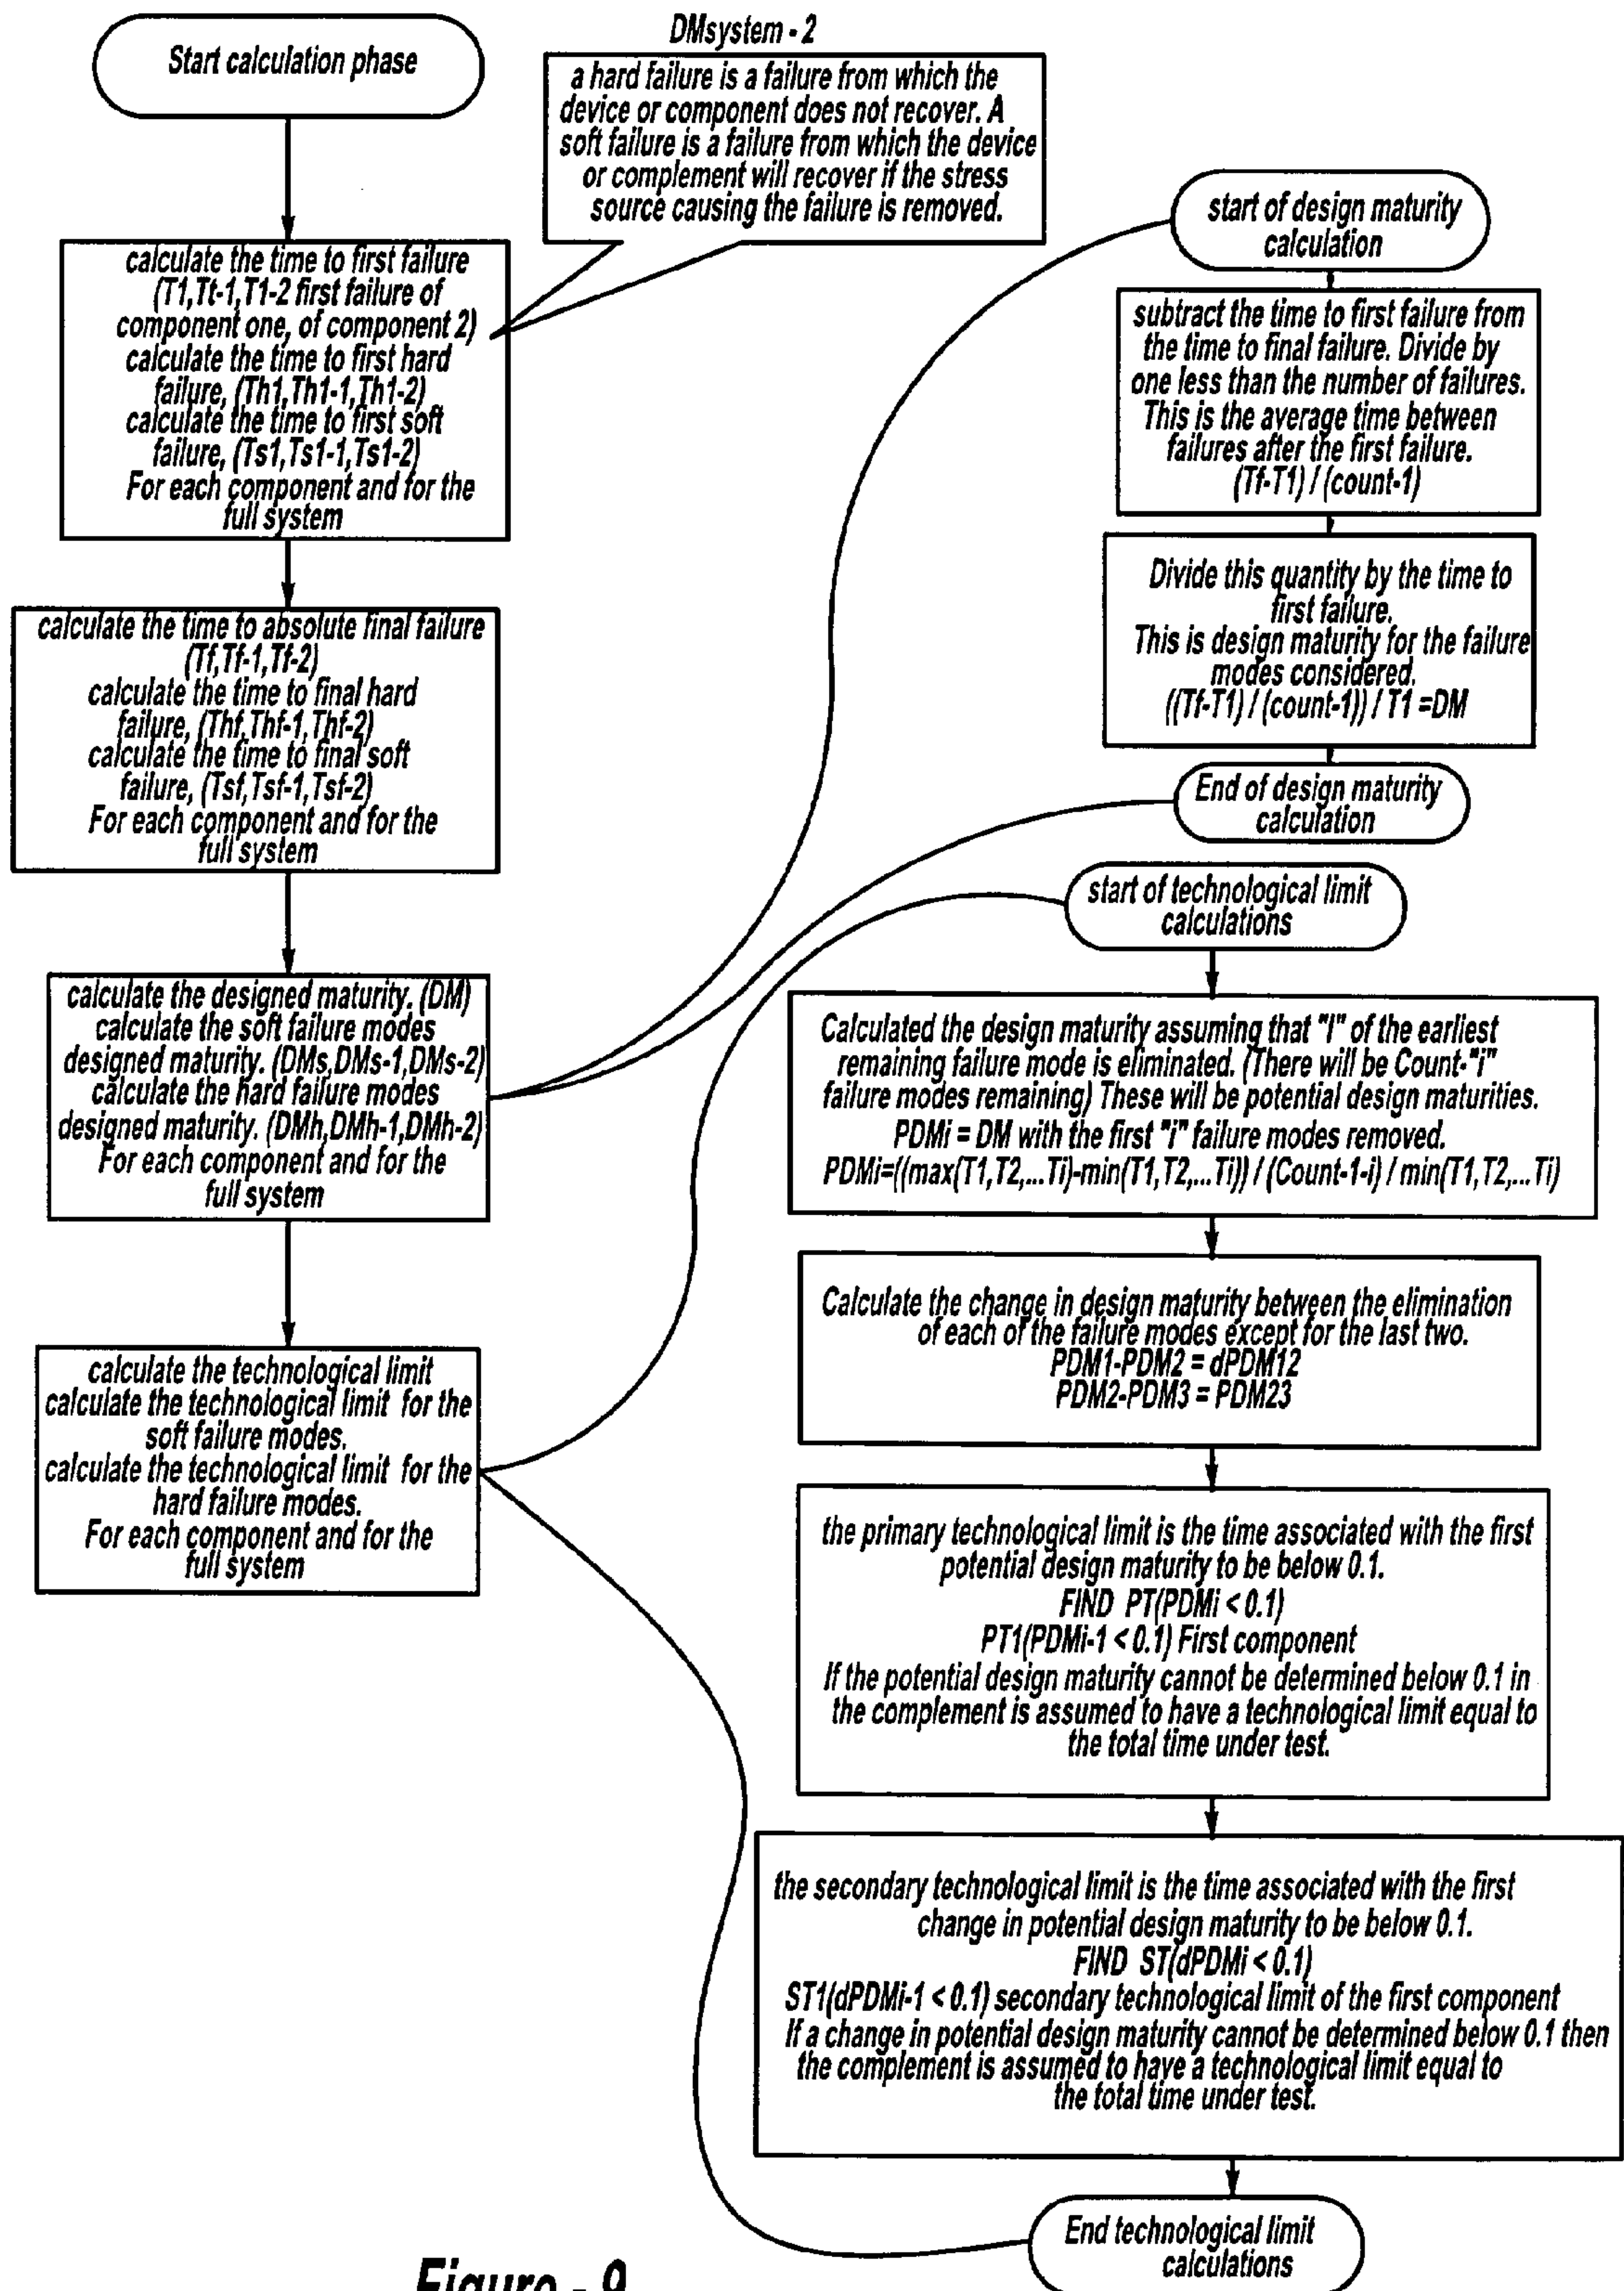 Start calculation phase
DMsystem - 2
a hard failure is a failure from which the
device or component does not recover. A
soft failure is a failure from which the device
or complement will recover if the stress
source causing the failure is removed.
calculate the time to first failure
(T1,Tt-1,T1-2 first failure of
component one, of component 2)
calculate the time to first hard
failure, (Th1,Th1-1,Th1-2)
calculate the time to first soft
failure, (Ts1,Ts1-1,Ts1-2)
For each component and for the
full system
calculate the time to absolute final failure
(Tf,Tf-1,Tf-2)
calculate the time to final hard
failure, (Thf,Thf-1,Thf-2)
calculate the time to final soft
failure, (Tsf,Tsf-1,Tsf-2)
For each component and for the
full system
calculate the designed maturity. (DM)
calculate the soft failure modes
designed maturity. (DMs,DMs-1,DMs-2)
calculate the hard failure modes
designed maturity. (DMh,DMh-1,DMh-2)
For each component and for the
full system
calculate the technological limit
calculate the technological limit for the
soft failure modes.
calculate the technological limit for the
hard failure modes.
For each component and for the
full system
start of design maturity
calculation
subtract the time to first failure from
the time to final failure. Divide by
one less than the number of failures.
This is the average time between
failures after the first failure.
(Tf-T1) / (count-1)
Divide this quantity by the time to
first failure.
This is design maturity for the failure
modes considered.
((Tf-T1) / (count-1)) / T1 =DM
End of design maturity
calculation
start of technological limit
calculations
Calculated the design maturity assuming that "I" of the earliest
remaining failure mode is eliminated. (There will be Count-"i"
failure modes remaining) These will be potential design maturities.
PDMi = DM with the first "i" failure modes removed.
PDMi=((max(T1,T2,...Ti)-min(T1,T2,...Ti)) / (Count-1-i) / min(T1,T2,...Ti)
Calculate the change in design maturity between the elimination
of each of the failure modes except for the last two.
PDM1-PDM2 = dPDM12
PDM2-PDM3 = PDM23
the primary technological limit is the time associated with the first
potential design maturity to be below 0.1.
FIND PT(PDMi < 0.1)
PT1(PDMi-1 < 0.1) First component
If the potential design maturity cannot be determined below 0.1 in
the complement is assumed to have a technological limit equal to
the total time under test.
the secondary technological limit is the time associated with the first
change in potential design maturity to be below 0.1.
FIND ST(dPDMi < 0.1)
ST1(dPDMi-1 < 0.1) secondary technological limit of the first component
If a change in potential design maturity cannot be determined below 0.1 then
the complement is assumed to have a technological limit equal to
the total time under test.
End technological limit
calculations
Figure - 9